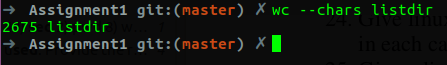 ➜ Assignment1 git:(master) ✗ wc --chars listdir
2675 listdir
➜ Assignment1 git:(master) ✗